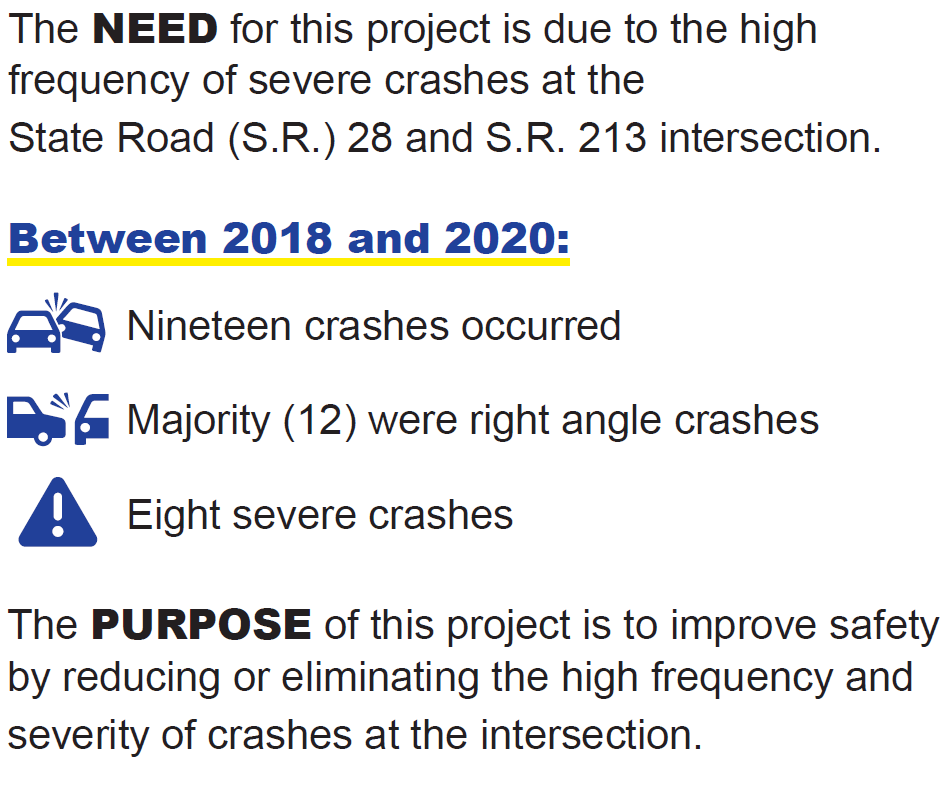 The NEED for this project is due to the high
frequency of severe crashes at the
State Road (S.R.) 28 and S.R. 213 intersection.
Between 2018 and 2020:
Nineteen crashes occurred
Majority (12) were right angle crashes
Eight severe crashes
The PURPOSE of this project is to improve safety
by reducing or eliminating the high frequency and
severity of crashes at the intersection.